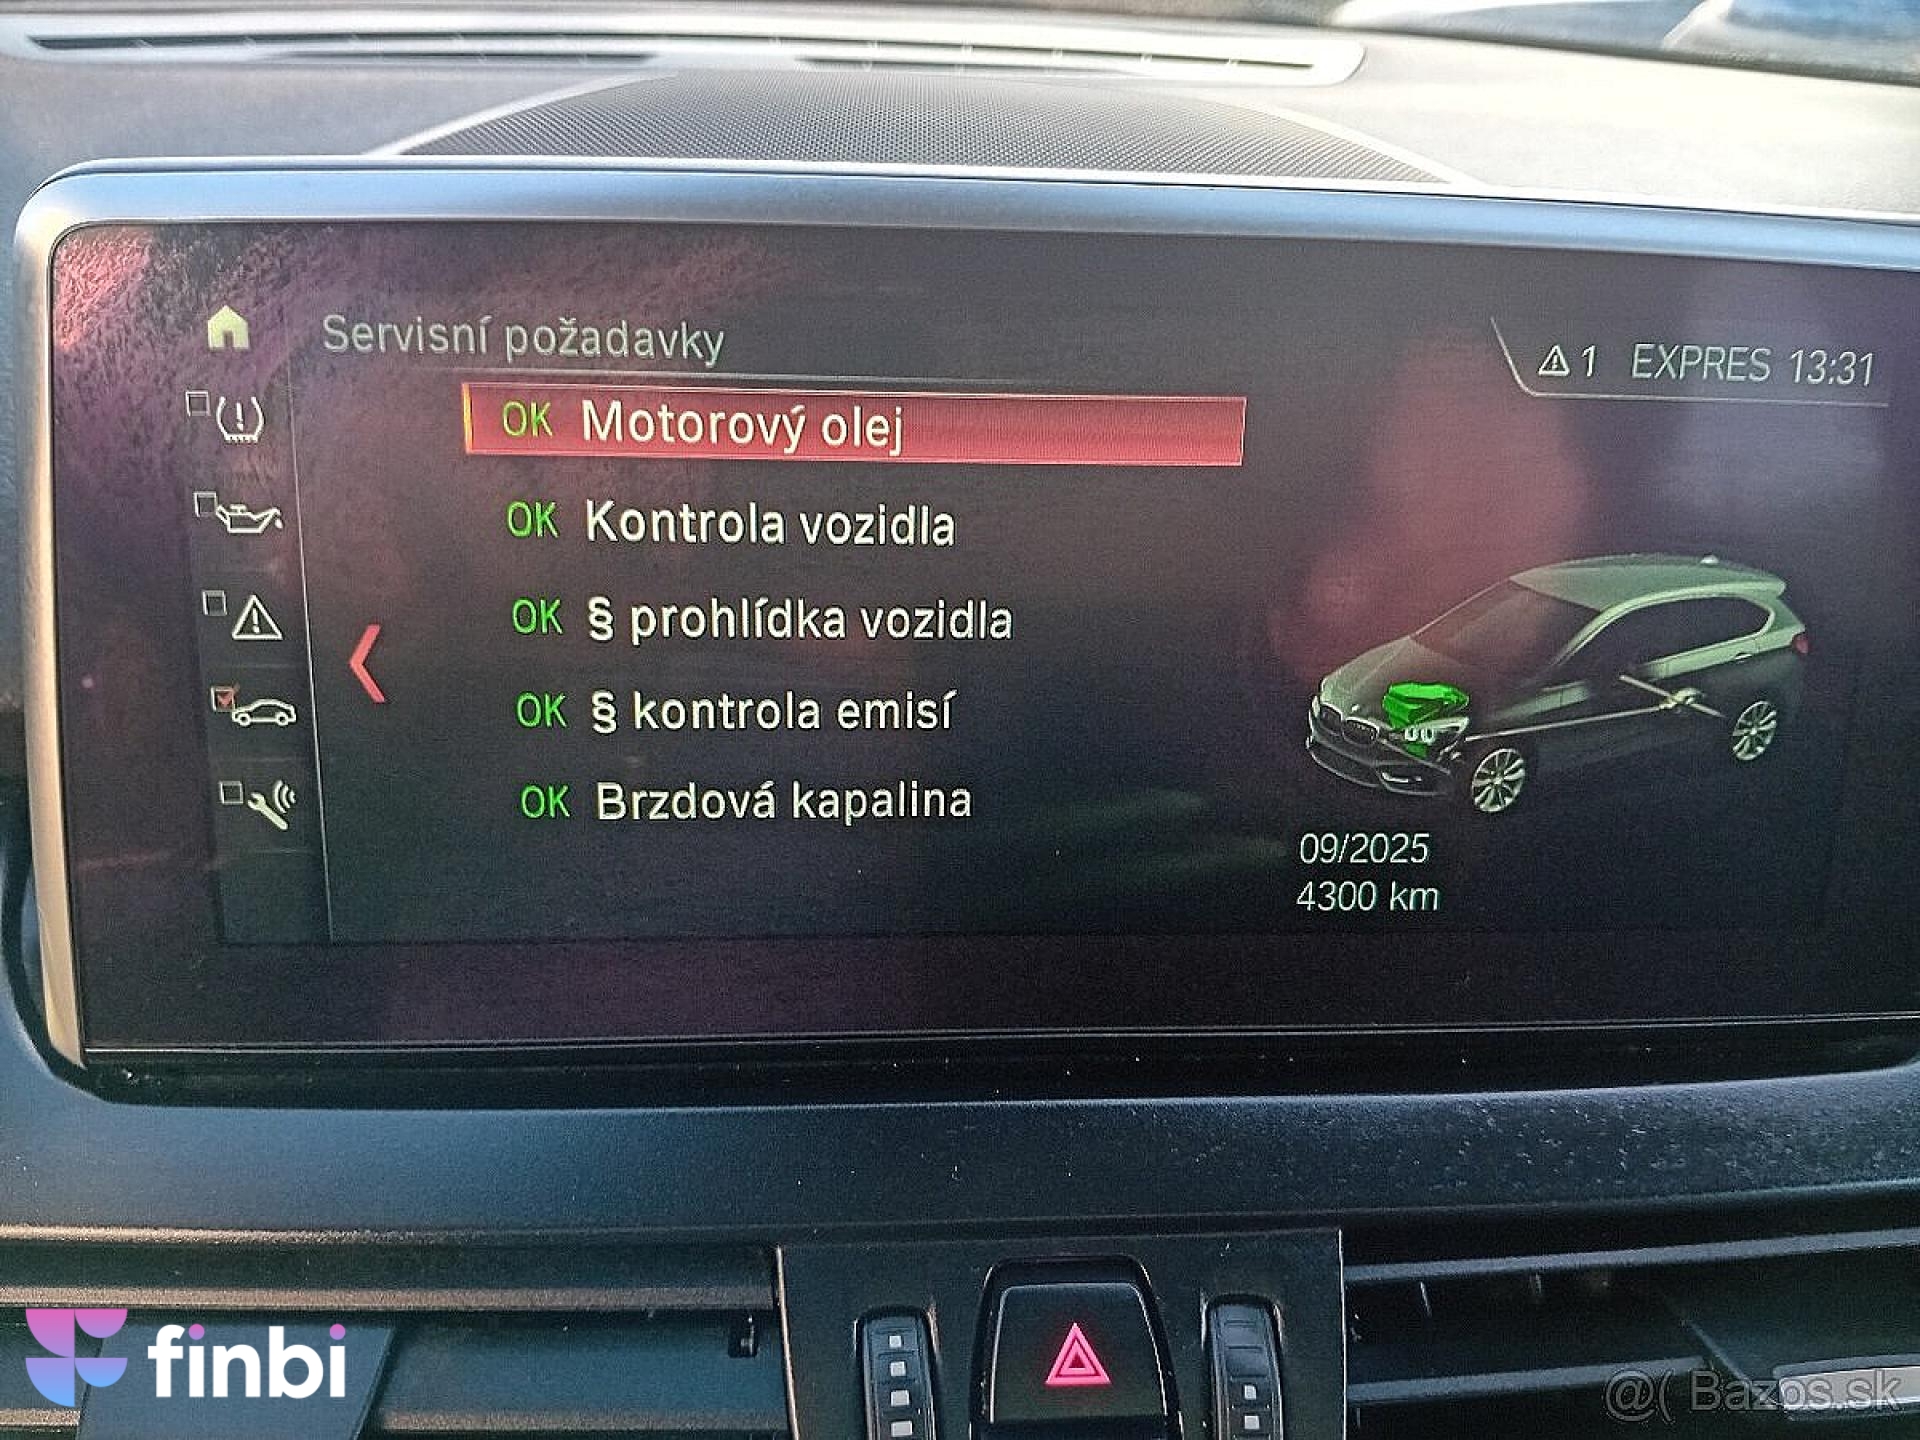 Servisní požadavky
1 EXPRES 13:31
OK Motorový olej
OK Kontrola vozidla
OK § prohlídka vozidla
OK § kontrola emisí
OK Brzdová kapalina
09/2025
4300 km
finbi
@( Bazos.sk